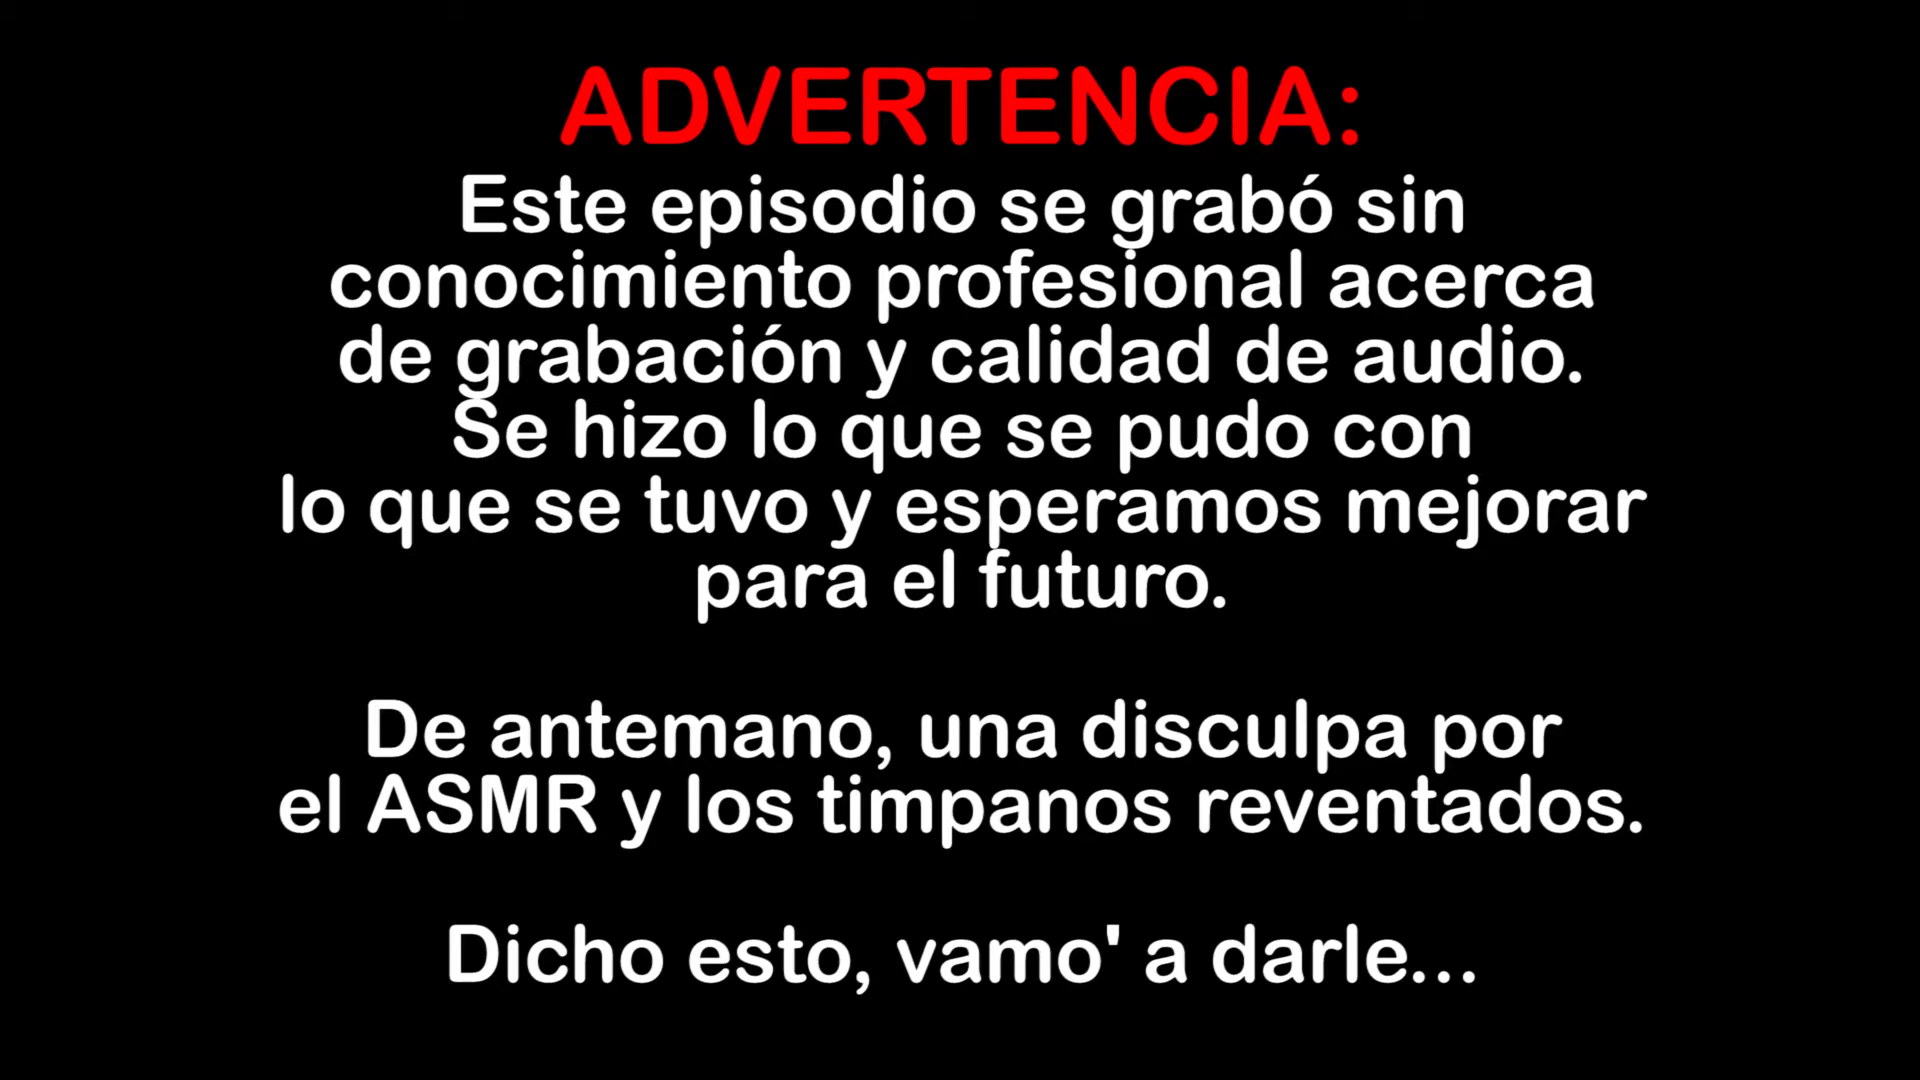 ADVERTENCIA:
Este episodio se grabó sin
conocimiento profesional acerca
de grabación y calidad de audio.
Se hizo lo que se pudo con
lo que se tuvo y esperamos mejorar
para el futuro.
De antemano, una disculpa por
el ASMR y los timpanos reventados.
Dicho esto, vamo' a darle...